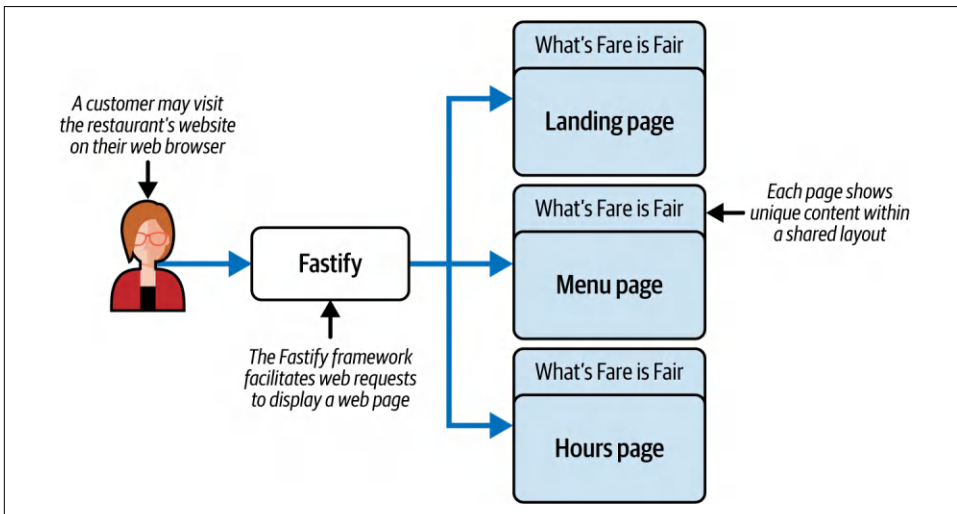 A customer may visit
the restaurant's website
on their web browser
Fastify
The Fastify framework
facilitates web requests
to display a web page
What's Fare is Fair
Landing page
What's Fare is Fair
Menu page
Each page shows
unique content within
a shared layout
What's Fare is Fair
Hours page